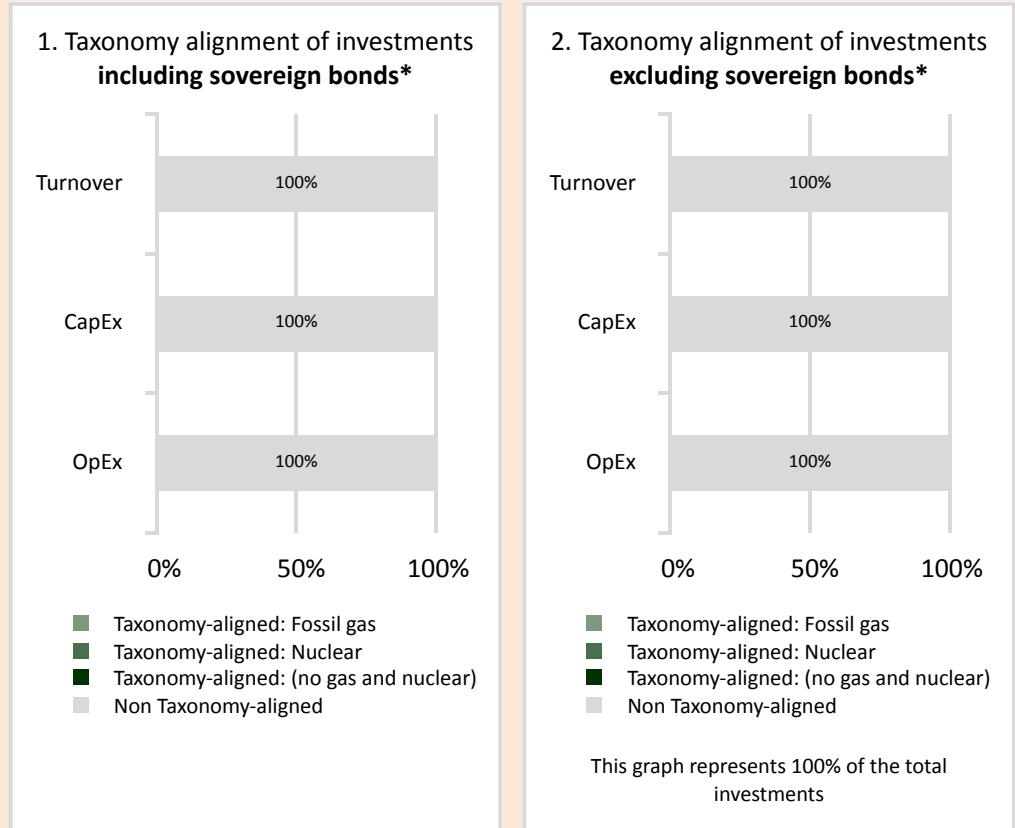 1. Taxonomy alignment of investments
including sovereign bonds*
Turnover
100%
CapEx
100%
OpEx
100%
0% 50% 100%
Taxonomy-aligned: Fossil gas
Taxonomy-aligned: Nuclear
Taxonomy-aligned: (no gas and nuclear)
Non Taxonomy-aligned
2. Taxonomy alignment of investments
excluding sovereign bonds*
Turnover
100%
CapEx
100%
OpEx
100%
0% 50% 100%
Taxonomy-aligned: Fossil gas
Taxonomy-aligned: Nuclear
Taxonomy-aligned: (no gas and nuclear)
Non Taxonomy-aligned
This graph represents 100% of the total
investments